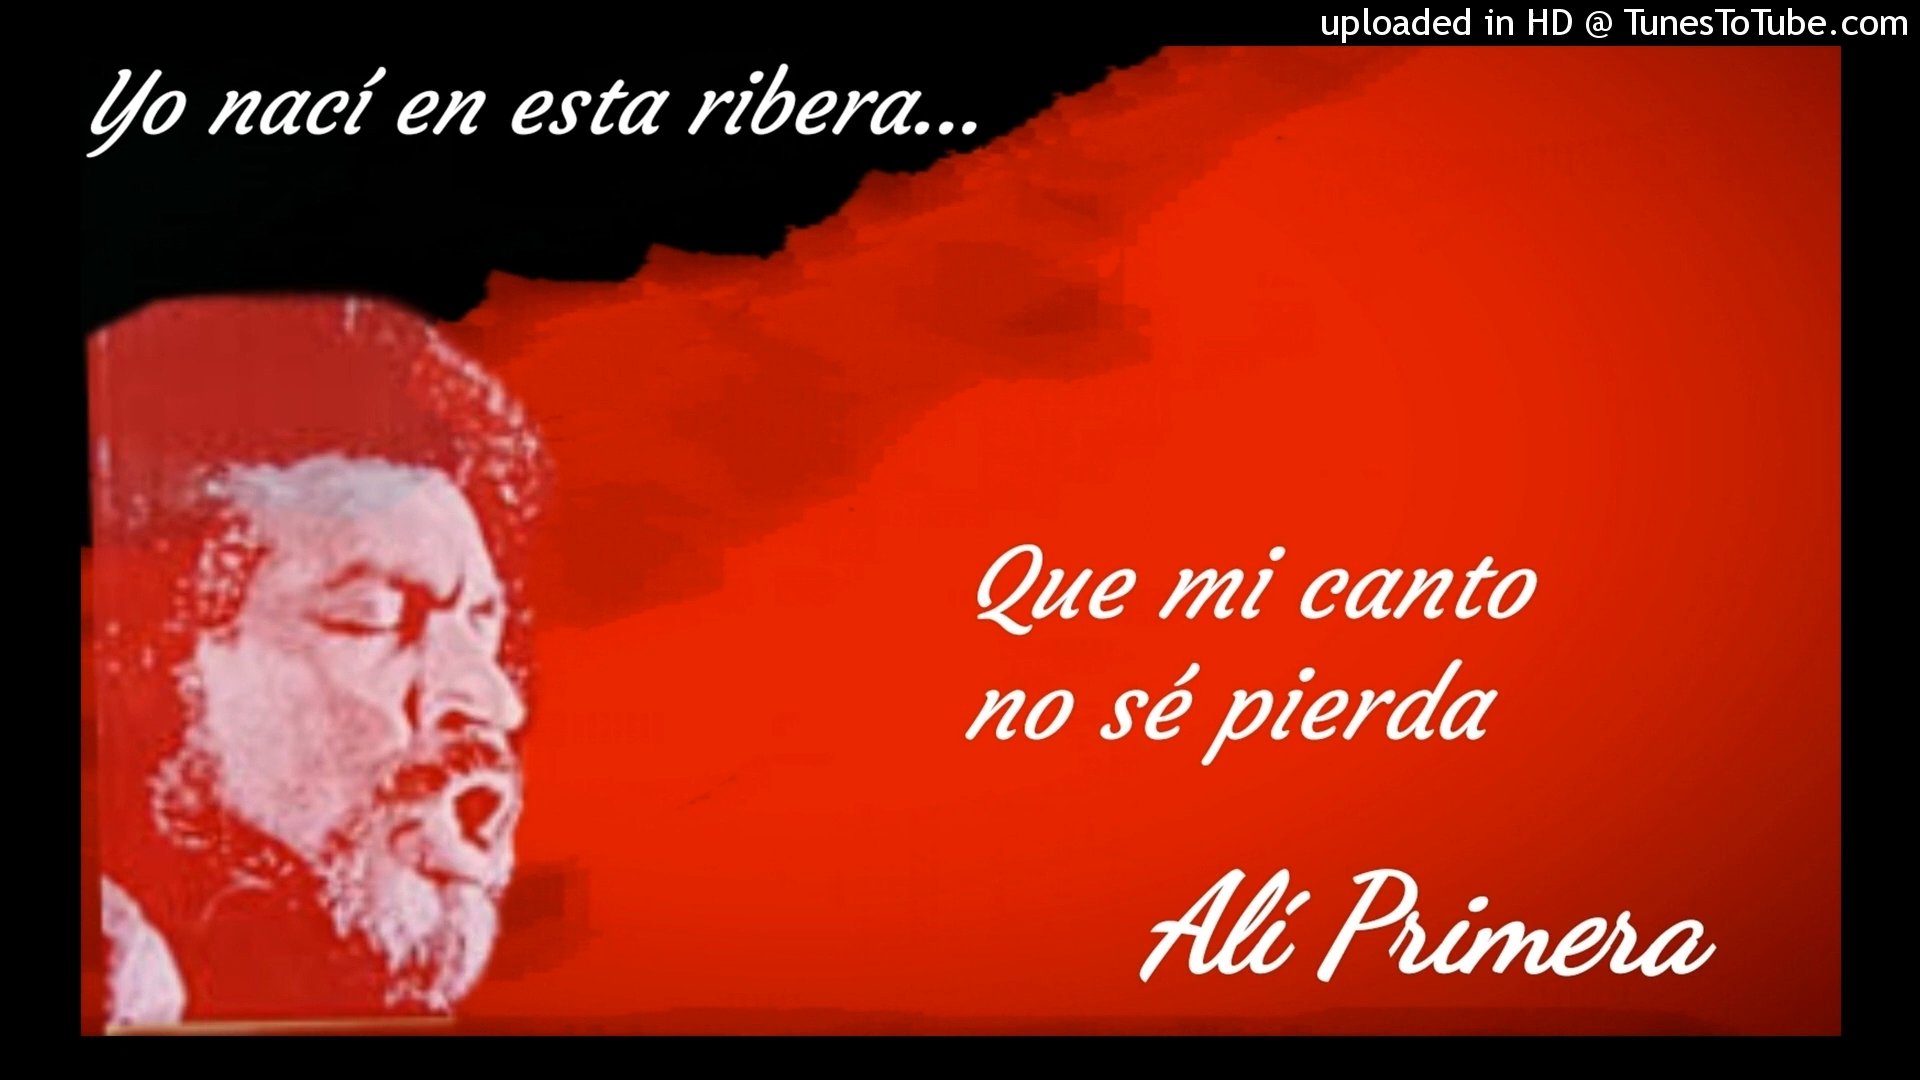 uploaded in HD @ TunesToTube.com
Yo nací en esta ribera...
Que mi canto
no sé pierda
Alí Primera